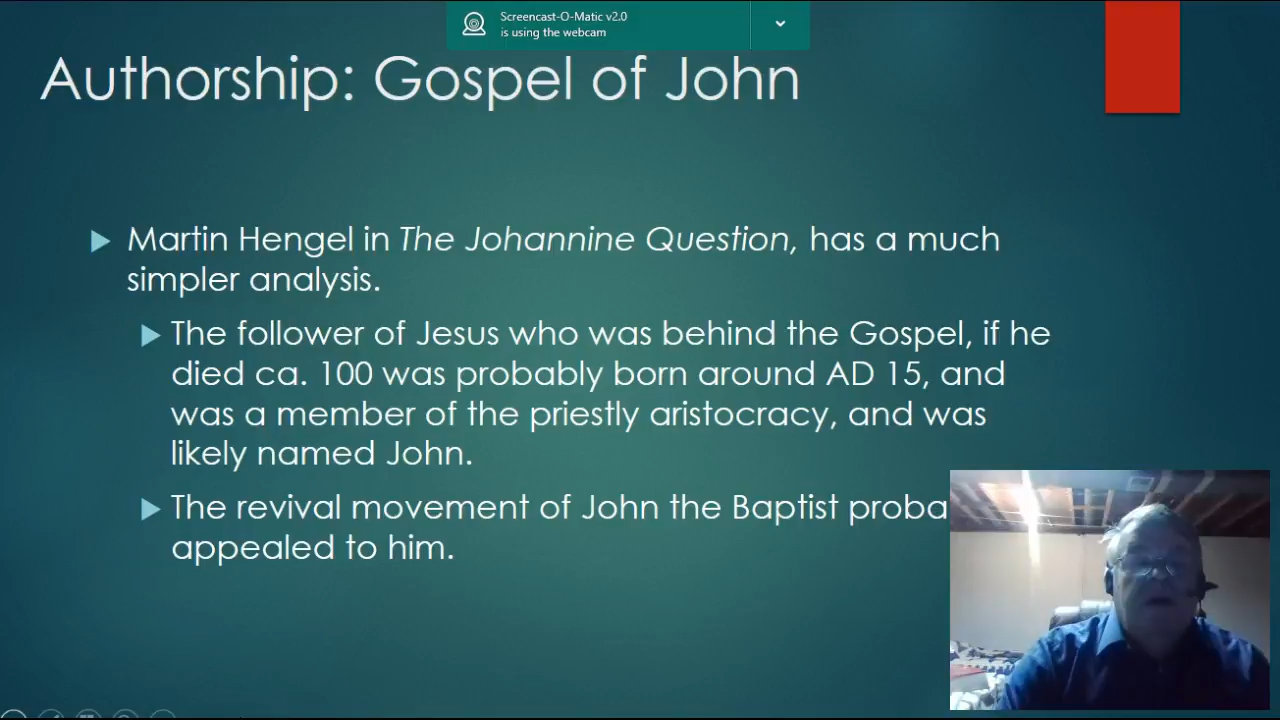 Screencast-O-Matic v2.0
is using the webcam
Authorship: Gospel of John
Martin Hengel in The Johannine Question, has a much
simpler analysis.
The follower of Jesus who was behind the Gospel, if he
died ca. 100 was probably born around AD 15, and
was a member of the priestly aristocracy, and was
likely named John.
The revival movement of John the Baptist proba
appealed to him.